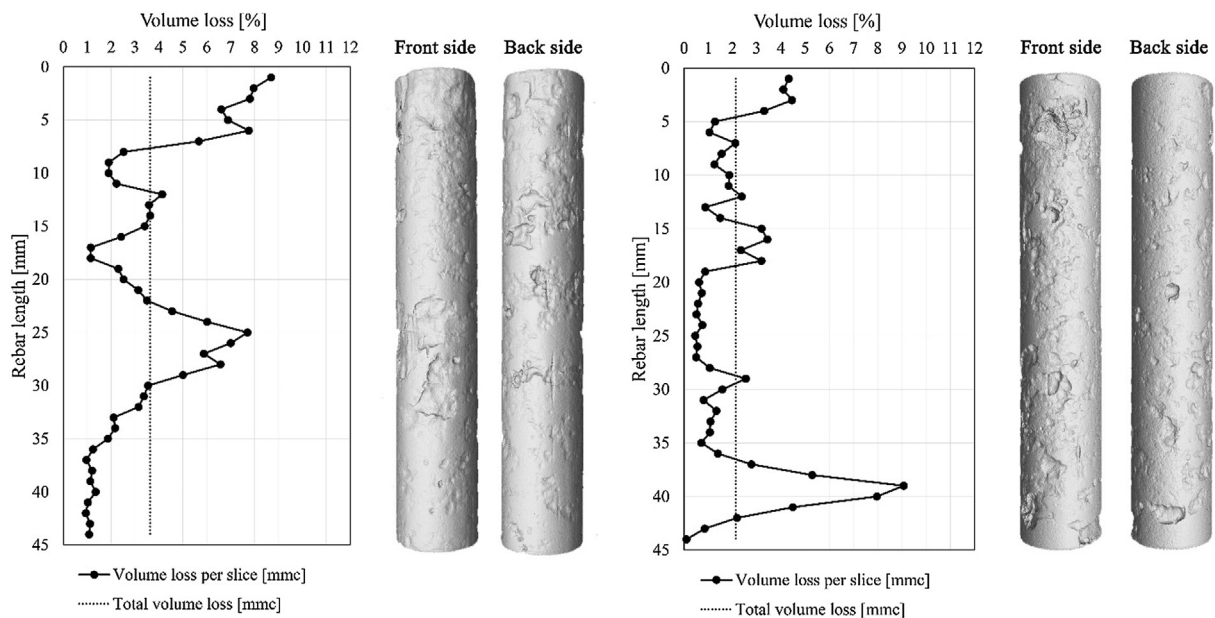 Volume loss [%]
0 1 2 3 4 5 6 7 8 9 10 11 12
Rebar length [mm]
0
5
10
15
20
25
30
35
40
45
Volume loss per slice [mmc]
Total volume loss [mmc]
Front side Back side
Volume loss [%]
0 1 2 3 4 5 6 7 8 9 10 11 12
Rebar length [mm]
0
5
10
15
20
25
30
35
40
45
Volume loss per slice [mmc]
Total volume loss [mmc]
Front side Back side